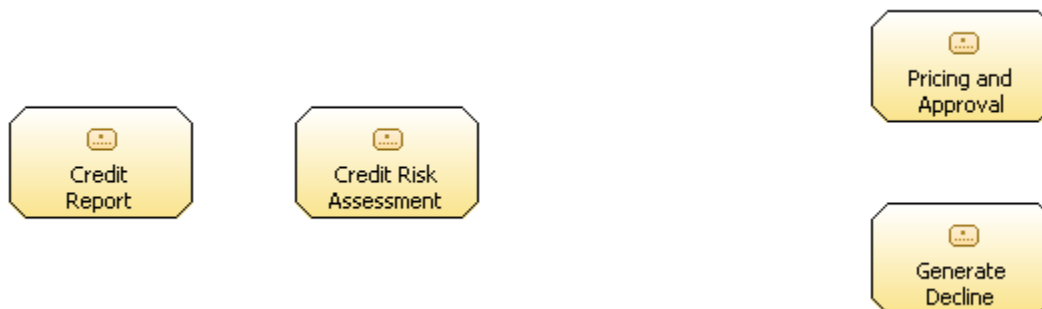 Credit
Report
Credit Risk
Assessment
Pricing and
Approval
Generate
Decline